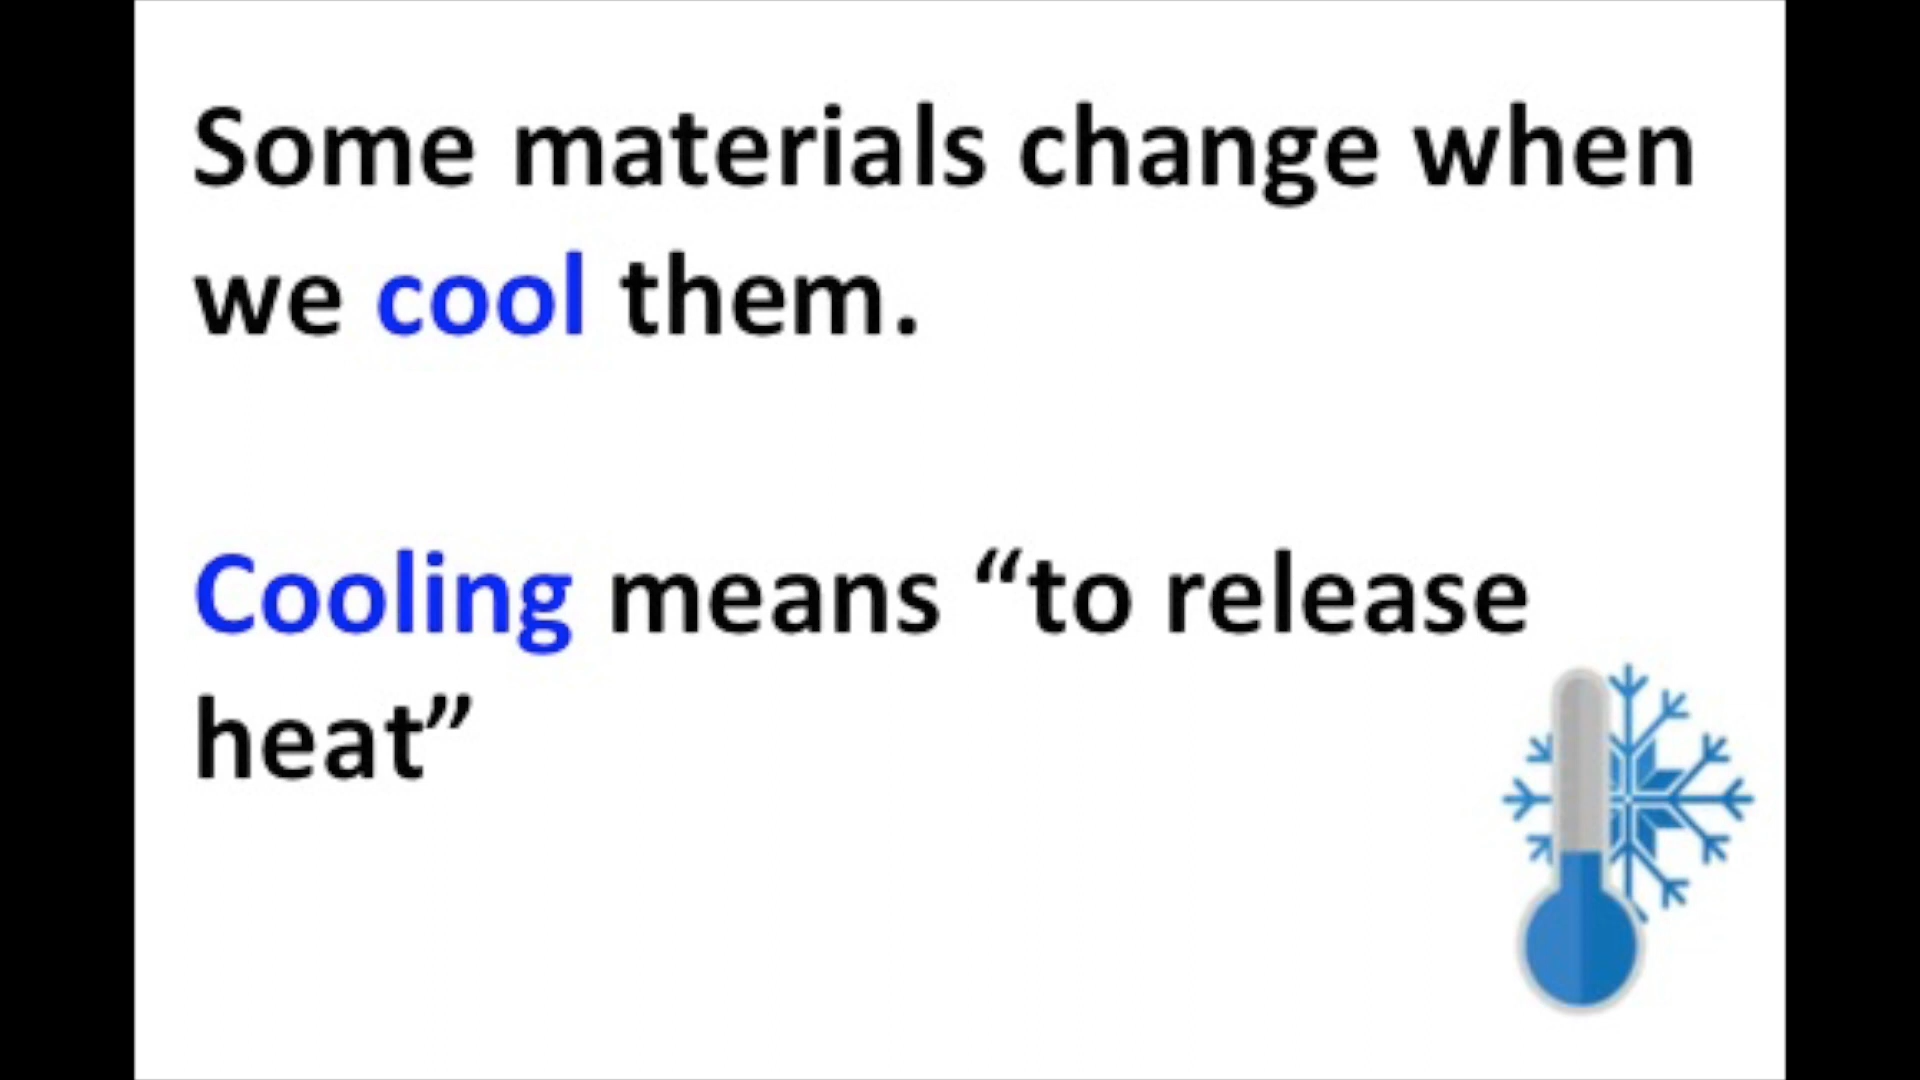 Some materials change when
we cool them.
Cooling means “to release
heat”